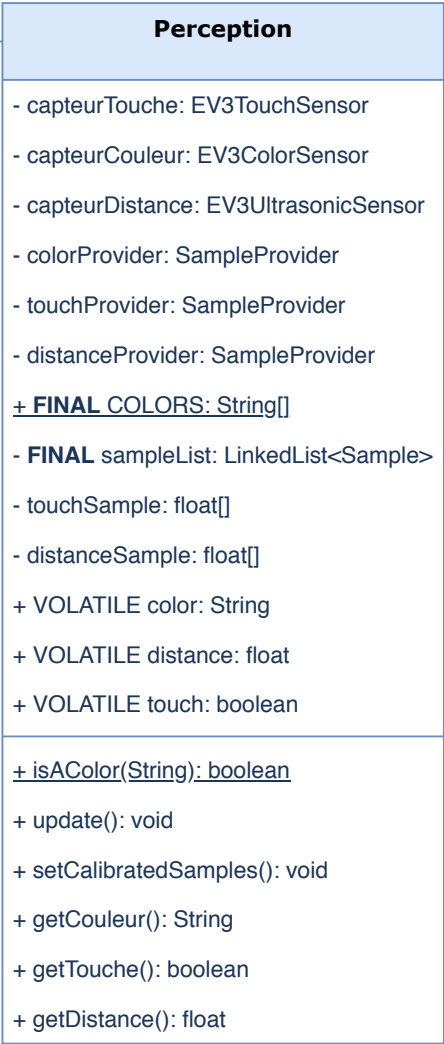 Perception
- capteurTouche: EV3TouchSensor
- capteurCouleur: EV3ColorSensor
- capteurDistance: EV3UltrasonicSensor
- colorProvider: SampleProvider
- touchProvider: SampleProvider
- distanceProvider: SampleProvider
+ FINAL COLORS: String[]
- FINAL sampleList: LinkedList<Sample>
- touchSample: float[]
- distanceSample: float[]
+ VOLATILE color: String
+ VOLATILE distance: float
+ VOLATILE touch: boolean
+ isAColor(String): boolean
+ update(): void
+ setCalibratedSamples(): void
+ getCouleur(): String
+ getTouche(): boolean
+ getDistance(): float